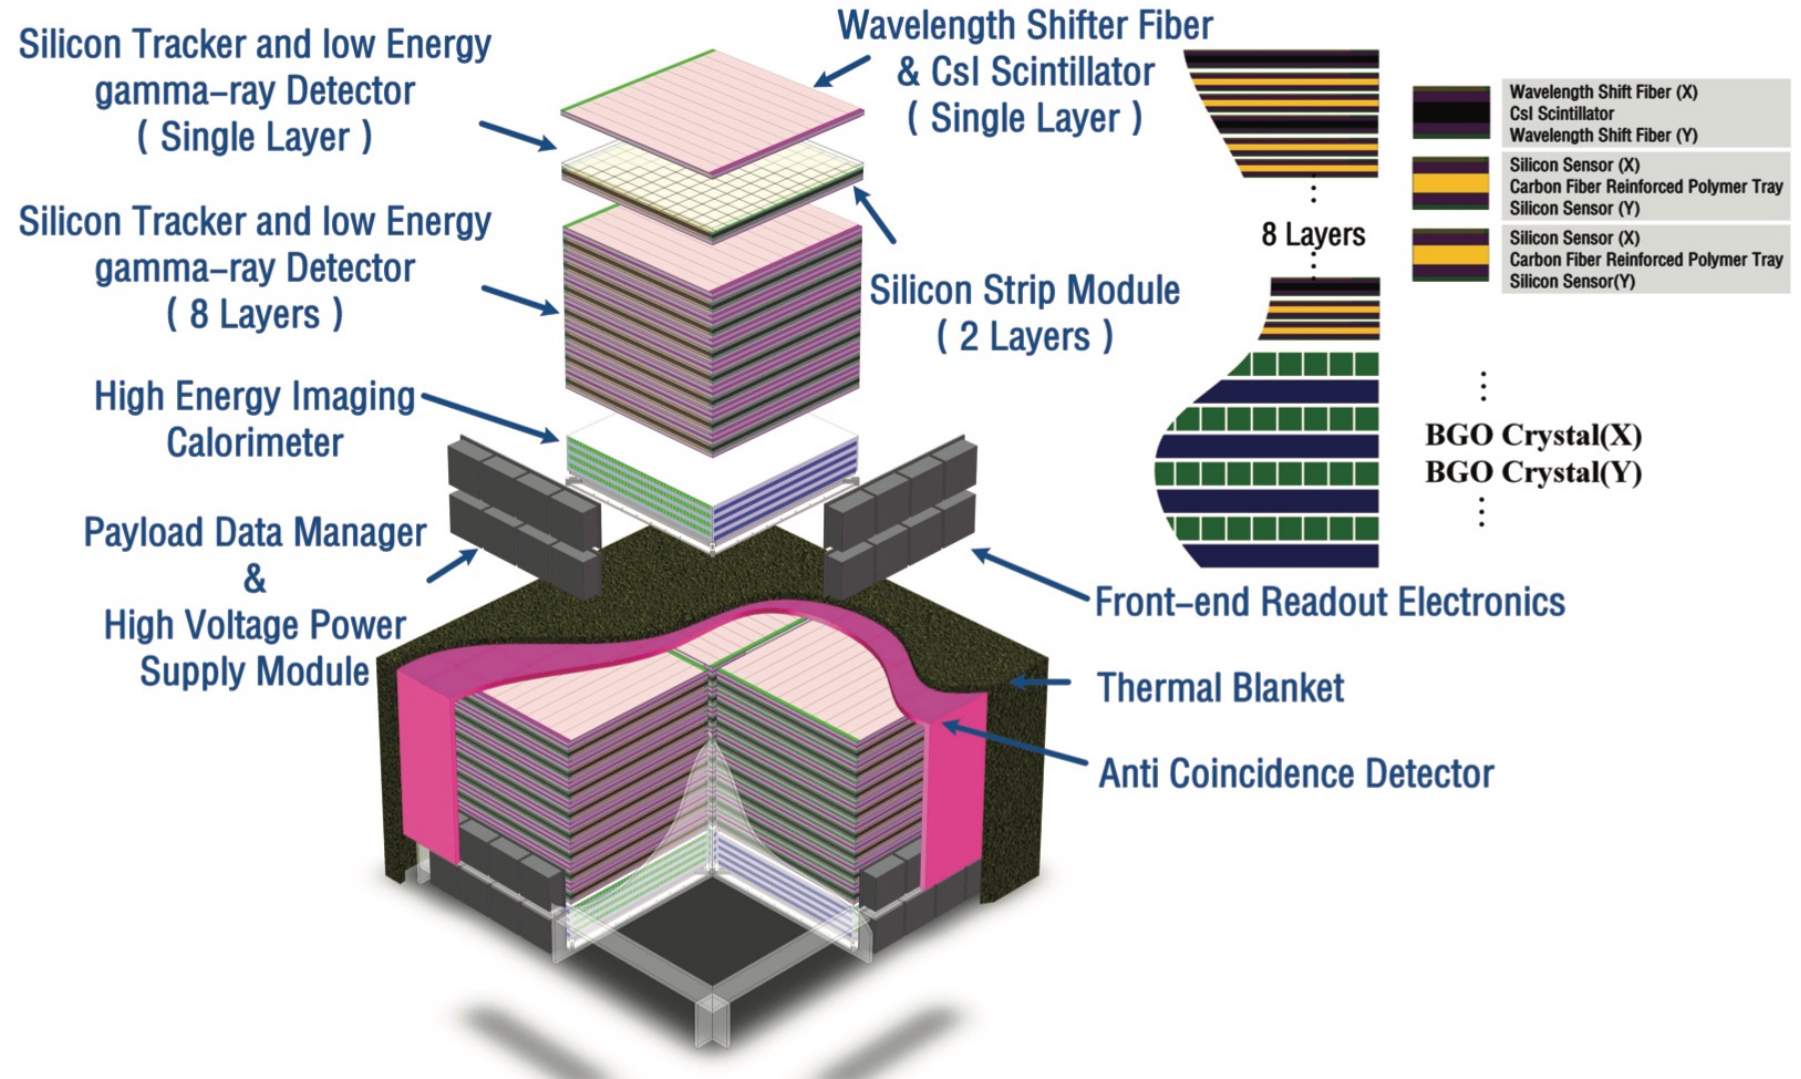 Silicon Tracker and low Energy
gamma-ray Detector
( Single Layer )
Wavelength Shifter Fiber
& CsI Scintillator
( Single Layer )
Silicon Tracker and low Energy
gamma-ray Detector
( 8 Layers )
Silicon Strip Module
( 2 Layers )
High Energy Imaging
Calorimeter
Payload Data Manager
&
High Voltage Power
Supply Module
Front-end Readout Electronics
Thermal Blanket
Anti Coincidence Detector
8 Layers
Wavelength Shift Fiber (X)
CsI Scintillator
Wavelength Shift Fiber (Y)
Silicon Sensor (X)
Carbon Fiber Reinforced Polymer Tray
Silicon Sensor (Y)
Silicon Sensor (X)
Carbon Fiber Reinforced Polymer Tray
Silicon Sensor(Y)
BGO Crystal(X)
BGO Crystal(Y)